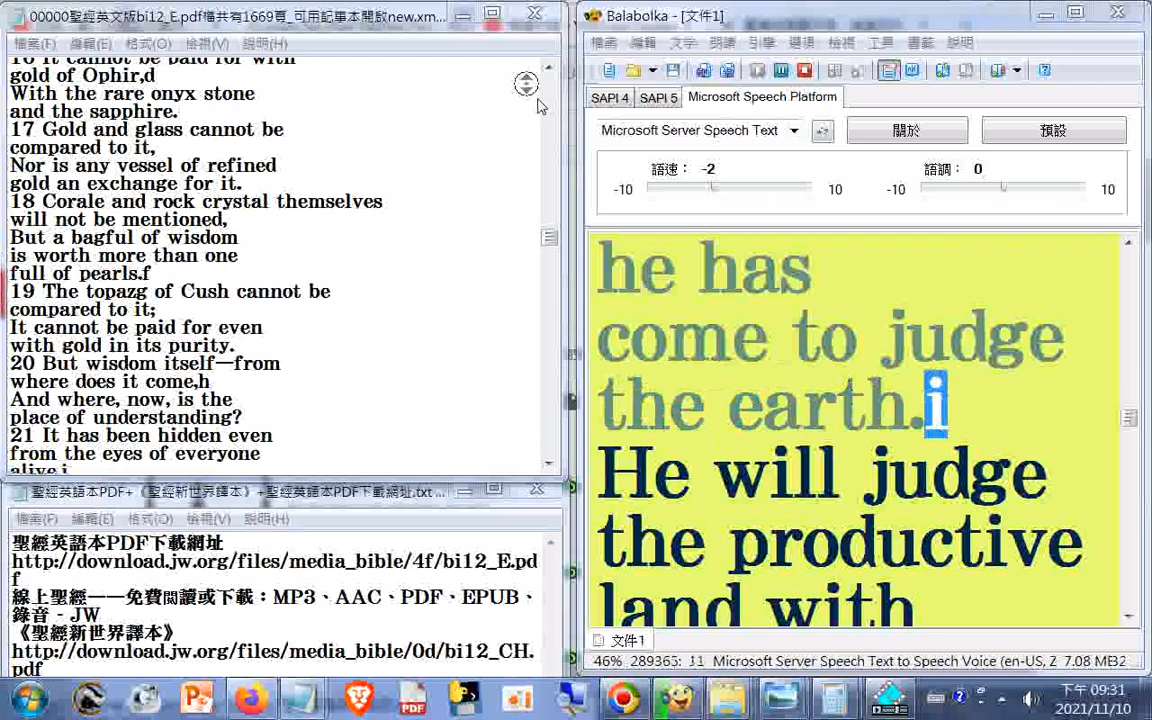 00000聖經英文版bi12_E.pdf檔共有1669頁_可用記事本開啟new.xm...
檔案(F) 編輯(E) 格式(O) 檢視(V) 說明(H)
16 It cannot be paid for with
gold of Ophir,d
With the rare onyx stone
and the sapphire.
17 Gold and glass cannot be
compared to it,
Nor is any vessel of refined
gold an exchange for it.
18 Corale and rock crystal themselves
will not be mentioned,
But a bagful of wisdom
is worth more than one
full of pearls.f
19 The topazg of Cush cannot be
compared to it;
It cannot be paid for even
with gold in its purity.
20 But wisdom itself—from
where does it come,h
And where, now, is the
place of understanding?
21 It has been hidden even
from the eyes of everyone
alive,i
聖經英語本PDF+《聖經新世界譯本》+聖經英語本PDF下載網址.txt ...
檔案(F) 編輯(E) 格式(O) 檢視(V) 說明(H)
聖經英語本PDF下載網址
http://download.jw.org/files/media_bible/4f/bi12_E.pd
f
線上聖經——免費閱讀或下載：MP3、AAC、PDF、EPUB、
錄音 - JW
《聖經新世界譯本》
http://download.jw.org/files/media_bible/0d/bi12_CH.
pdf
Balabolka - [文件1]
檔案 編輯 文字 朗讀 引擎 選項 檢視 工具 書籤 說明
SAPI 4 SAPI 5 Microsoft Speech Platform
Microsoft Server Speech Text 關於 預設
語速： -2 語調： 0
-10 10 -10 10
he has
come to judge
the earth.i
He will judge
the productive
land with
文件1
46% 289365: 11 Microsoft Server Speech Text to Speech Voice (en-US, Z 7.08 MB2
下午 09:31
2021/11/10